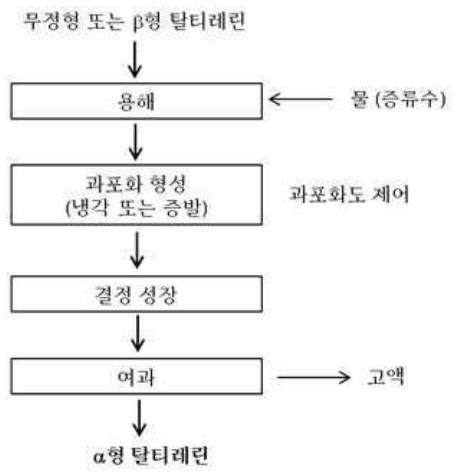 무정형 또는 β형 탈티레린
용해
물 (증류수)
과포화 형성
(냉각 또는 증발)
과포화도 제어
결정 성장
여과
고액
α형 탈티레린